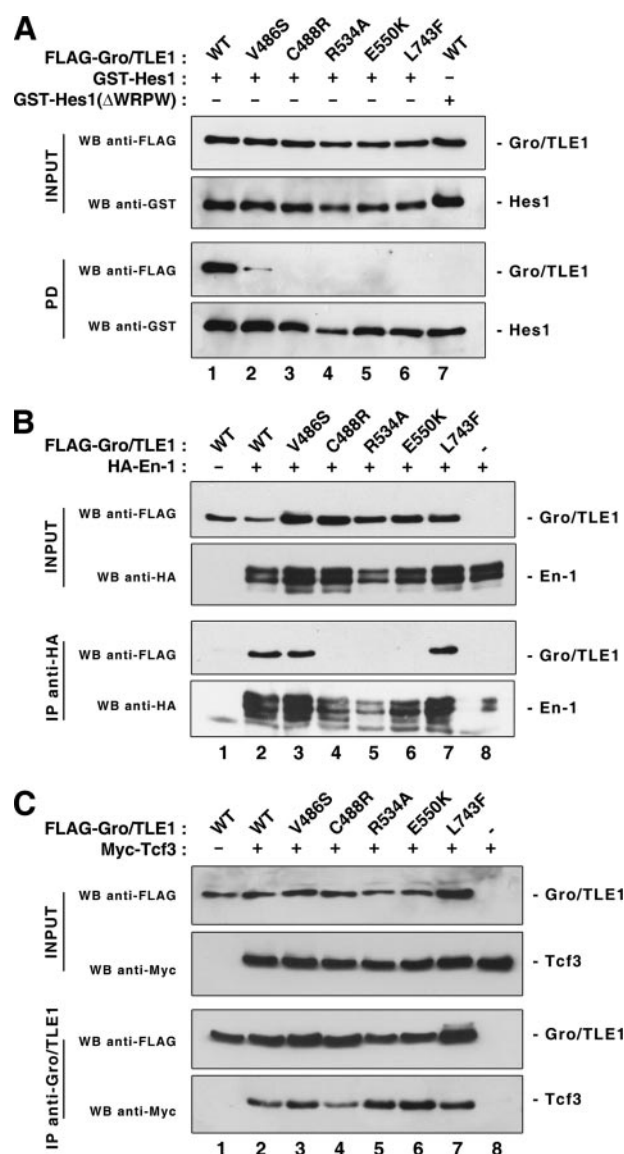 A
FLAG-Gro/TLE1 : WT V486S C488R R534A E550K L743F WT
GST-Hes1 : + + + + + + –
GST-Hes1(ΔWRPW) – – – – – – +
INPUT
WB anti-FLAG - Gro/TLE1
WB anti-GST - Hes1
PD
WB anti-FLAG - Gro/TLE1
WB anti-GST - Hes1
1 2 3 4 5 6 7
B
FLAG-Gro/TLE1 : WT WT V486S C488R R534A E550K L743F -
HA-En-1 : – + + + + + + +
INPUT
WB anti-FLAG - Gro/TLE1
WB anti-HA - En-1
IP anti-HA
WB anti-FLAG - Gro/TLE1
WB anti-HA - En-1
1 2 3 4 5 6 7 8
C
FLAG-Gro/TLE1 : WT WT V486S C488R R534A E550K L743F -
Myc-Tcf3 : – + + + + + + +
INPUT
WB anti-FLAG - Gro/TLE1
WB anti-Myc - Tcf3
IP anti-Gro/TLE1
WB anti-FLAG - Gro/TLE1
WB anti-Myc - Tcf3
1 2 3 4 5 6 7 8